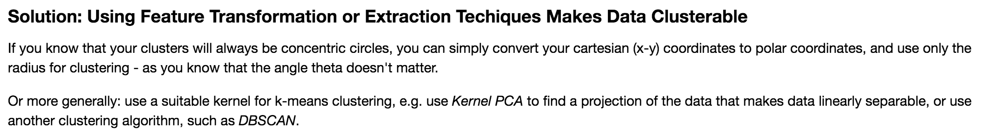 Solution: Using Feature Transformation or Extraction Techiques Makes Data Clusterable
If you know that your clusters will always be concentric circles, you can simply convert your cartesian (x-y) coordinates to polar coordinates, and use only the
radius for clustering - as you know that the angle theta doesn't matter.
Or more generally: use a suitable kernel for k-means clustering, e.g. use Kernel PCA to find a projection of the data that makes data linearly separable, or use
another clustering algorithm, such as DBSCAN.